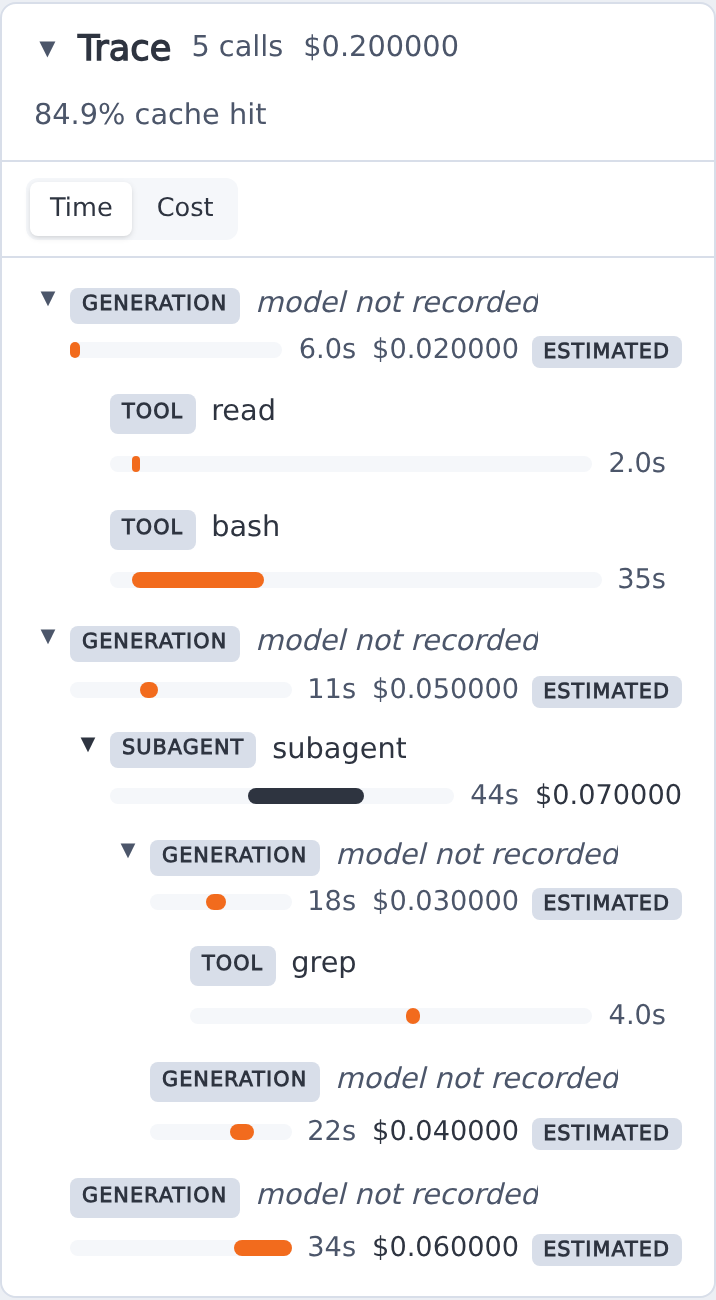 ▼ Trace 5 calls $0.200000
84.9% cache hit
Time Cost
▼ GENERATION model not recorded
6.0s $0.020000 ESTIMATED
TOOL read
2.0s
TOOL bash
35s
▼ GENERATION model not recorded
11s $0.050000 ESTIMATED
▼ SUBAGENT subagent
44s $0.070000
▼ GENERATION model not recorded
18s $0.030000 ESTIMATED
TOOL grep
4.0s
GENERATION model not recorded
22s $0.040000 ESTIMATED
GENERATION model not recorded
34s $0.060000 ESTIMATED